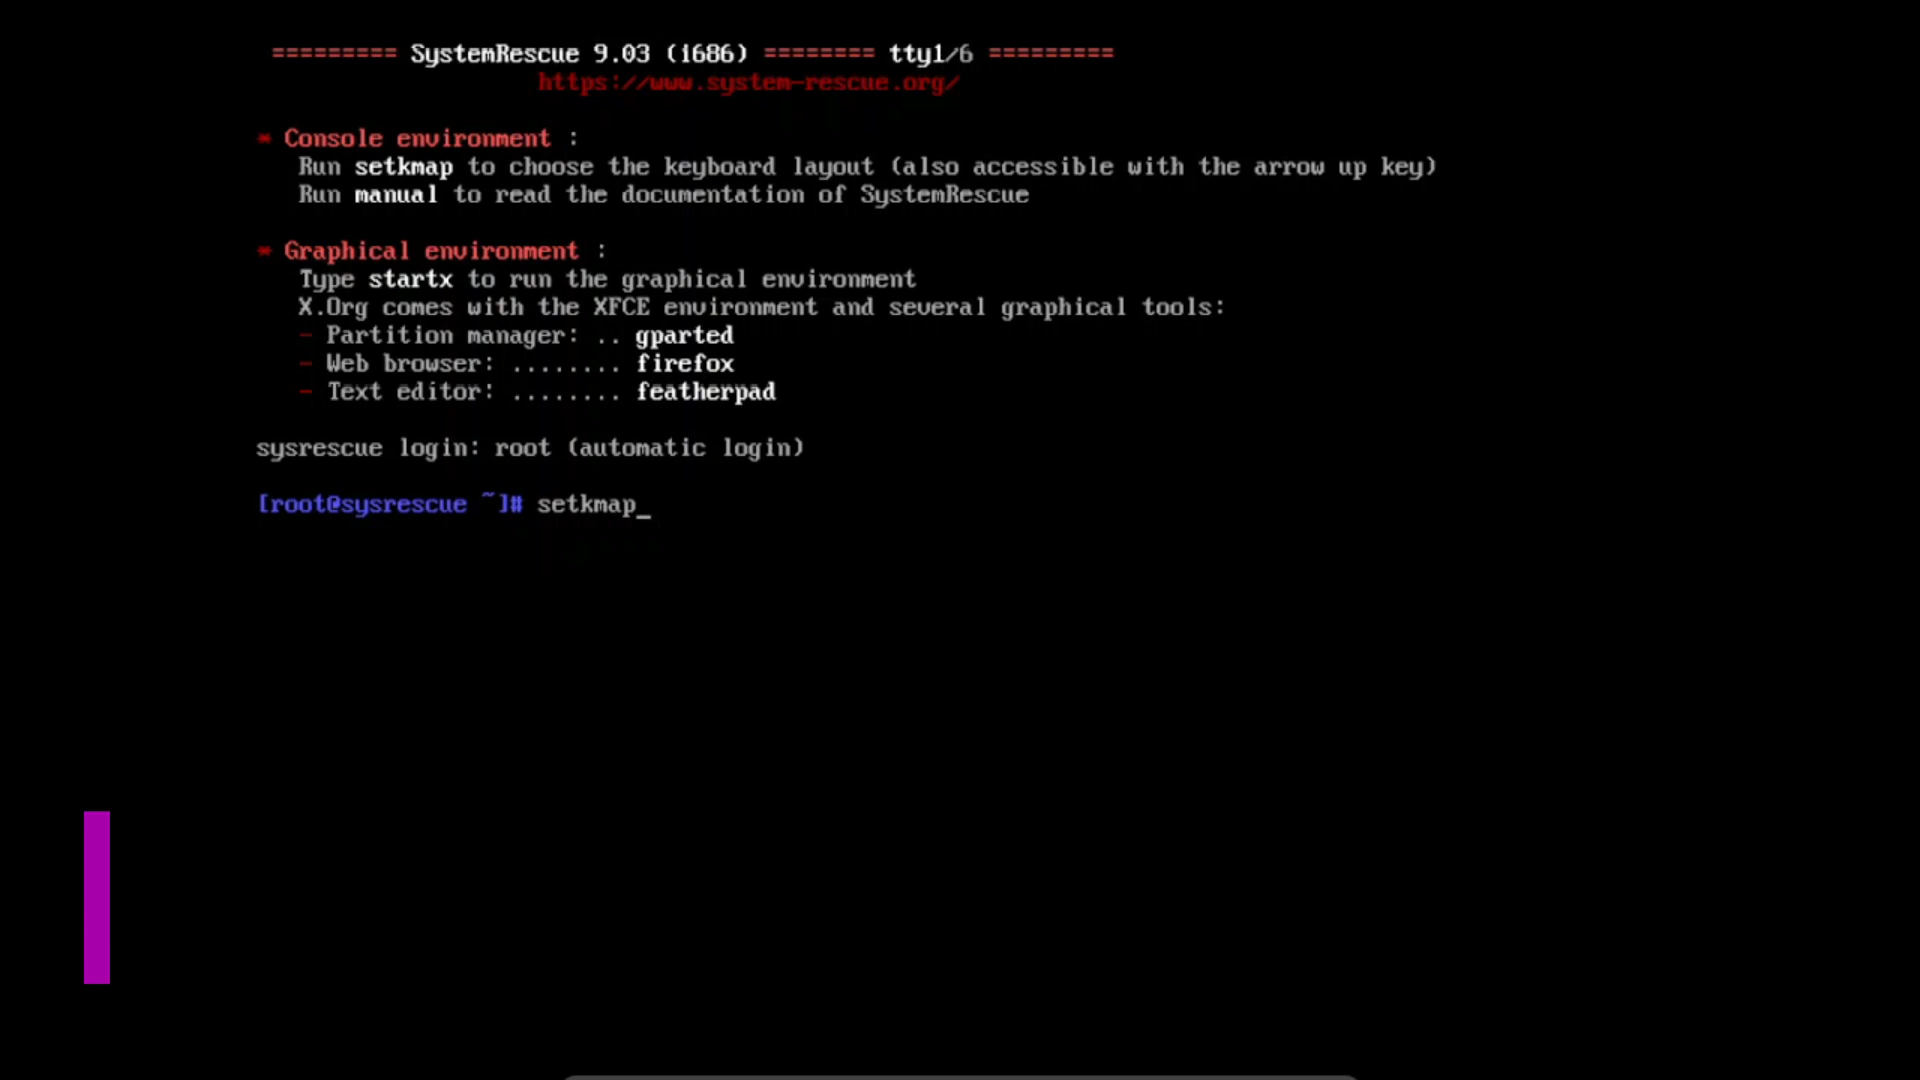 ========= SystemRescue 9.03 (i686) ======== tty1/6 =========
https://www.system-rescue.org/
* Console environment :
Run setkmap to choose the keyboard layout (also accessible with the arrow up key)
Run manual to read the documentation of SystemRescue
* Graphical environment :
Type startx to run the graphical environment
X.Org comes with the XFCE environment and several graphical tools:
- Partition manager: .. gparted
- Web browser: ........ firefox
- Text editor: ........ featherpad
sysrescue login: root (automatic login)
[root@sysrescue ~]# setkmap_